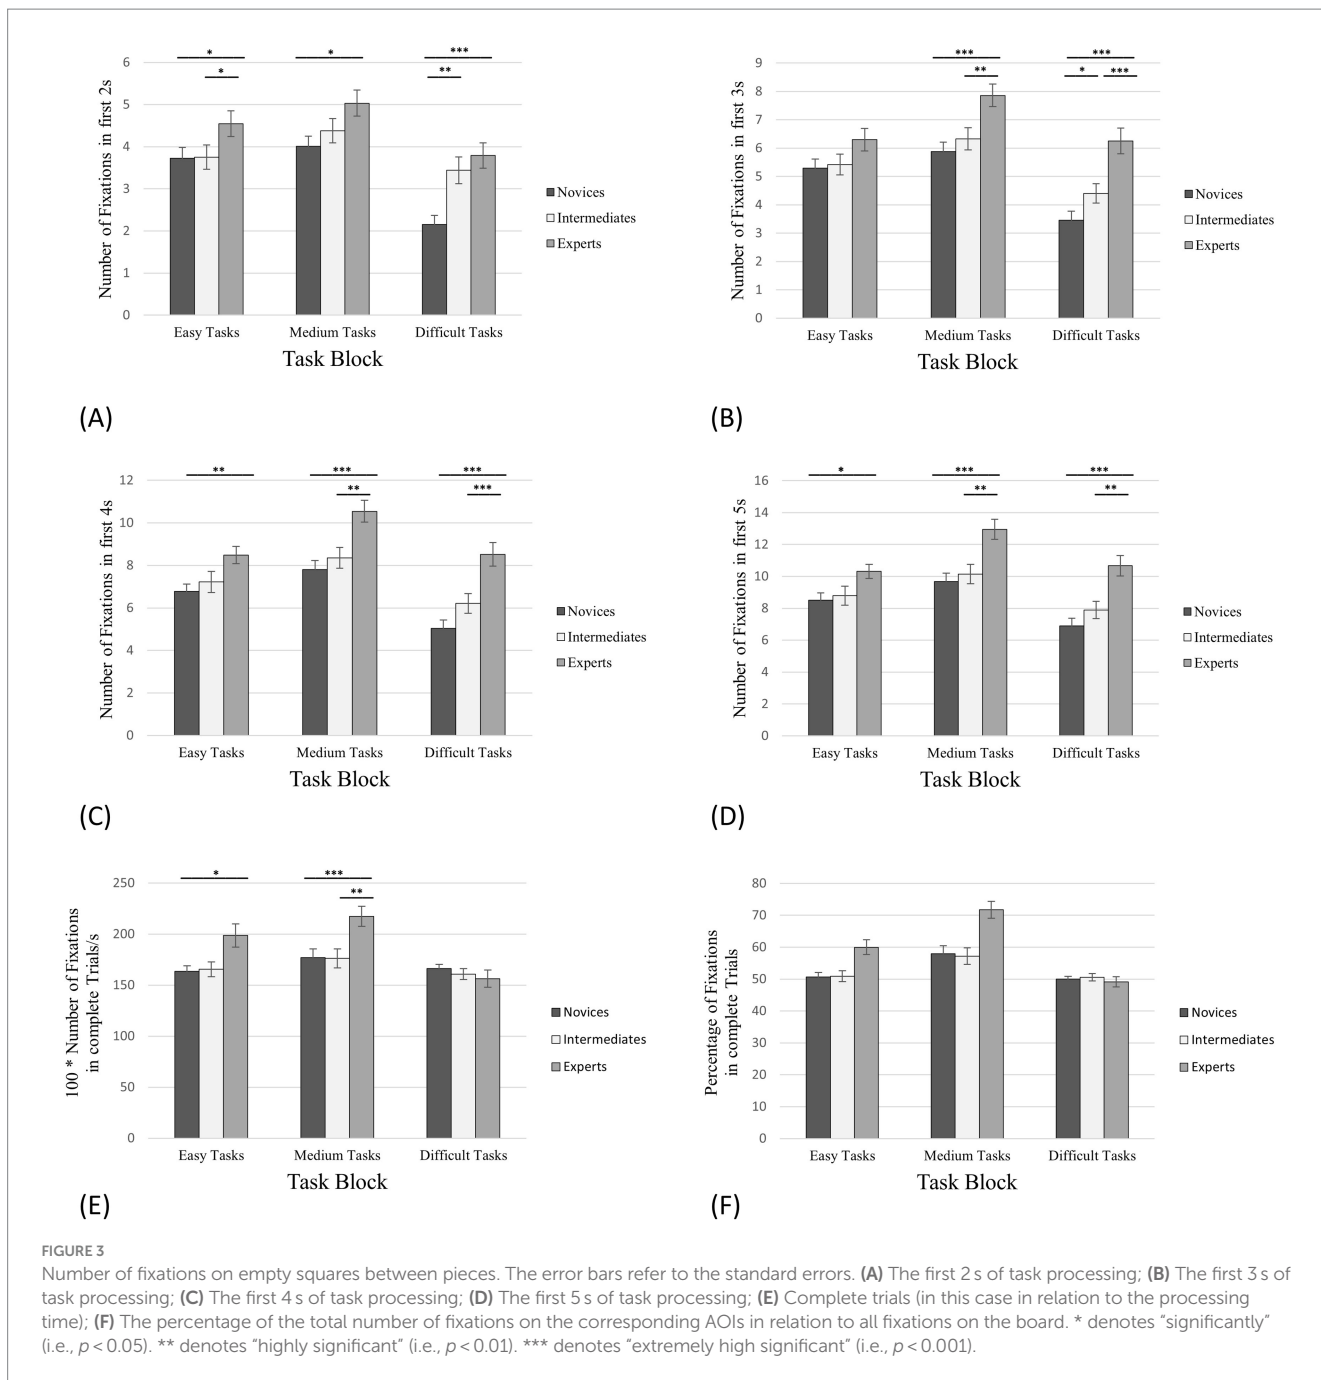 * * ***
* **
6
5
4
3
2
1
0
Number of Fixations in first 2s
Easy Tasks Medium Tasks Difficult Tasks
Task Block
Novices
Intermediates
Experts
(A)
*** ***
** * ***
9
8
7
6
5
4
3
2
1
0
Number of Fixations in first 3s
Easy Tasks Medium Tasks Difficult Tasks
Task Block
Novices
Intermediates
Experts
(B)
** *** ***
** ***
12
10
8
6
4
2
0
Number of Fixations in first 4s
Easy Tasks Medium Tasks Difficult Tasks
Task Block
Novices
Intermediates
Experts
(C)
* *** ***
** **
16
14
12
10
8
6
4
2
0
Number of Fixations in first 5s
Easy Tasks Medium Tasks Difficult Tasks
Task Block
Novices
Intermediates
Experts
(D)
* ***
**
250
200
150
100
50
0
100 * Number of Fixations
in complete Trials/s
Easy Tasks Medium Tasks Difficult Tasks
Task Block
Novices
Intermediates
Experts
(E)
80
70
60
50
40
30
20
10
0
Percentage of Fixations
in complete Trials
Easy Tasks Medium Tasks Difficult Tasks
Task Block
Novices
Intermediates
Experts
(F)
FIGURE 3
Number of fixations on empty squares between pieces. The error bars refer to the standard errors. (A) The first 2 s of task processing; (B) The first 3 s of
task processing; (C) The first 4 s of task processing; (D) The first 5 s of task processing; (E) Complete trials (in this case in relation to the processing
time); (F) The percentage of the total number of fixations on the corresponding AOIs in relation to all fixations on the board. * denotes “significantly”
(i.e., p < 0.05). ** denotes “highly significant” (i.e., p < 0.01). *** denotes “extremely high significant” (i.e., p < 0.001).